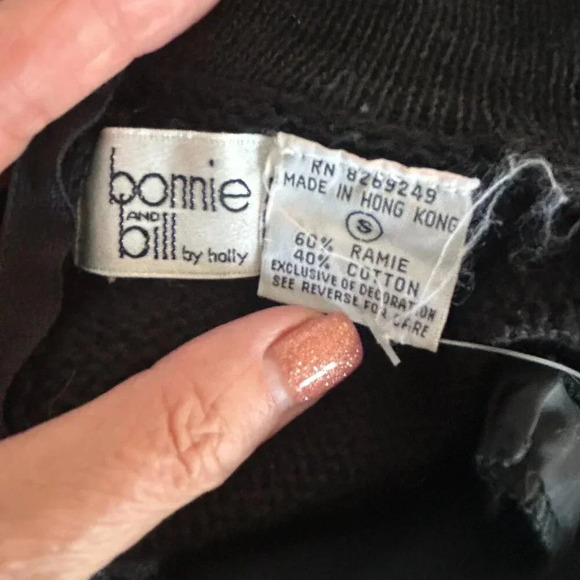 bonnie
AND
bill by holly
RN 8269249
MADE IN HONG KONG
S
60% RAMIE
40% COTTON
EXCLUSIVE OF DECORATION
SEE REVERSE FOR CARE